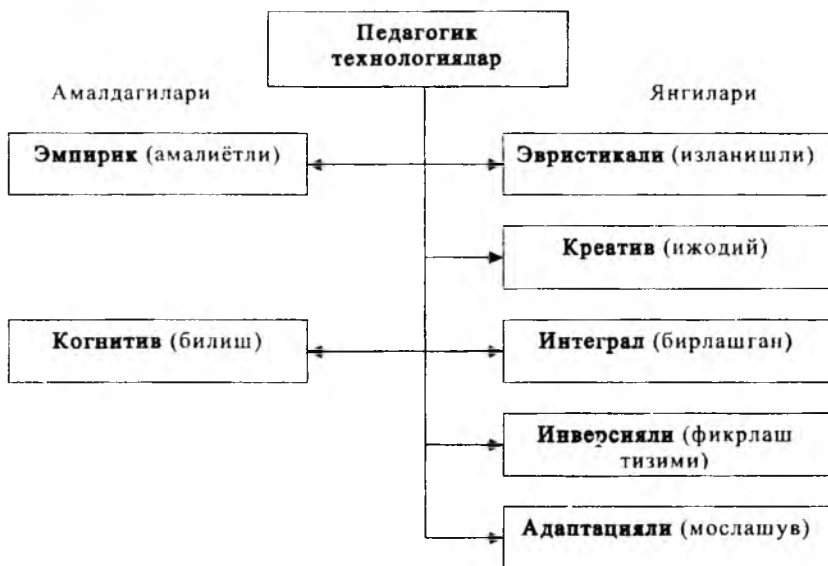 Педагогик
технологиялар
Амалдагилари
Янгилари
Эмпирик (амалиётли)
Эвристикали (изланишли)
Креатив (ижодий)
Когнитив (билиш)
Интеграл (бирлашган)
Инверсияли (фикрлаш
тизими)
Адаптацияли (мослашув)